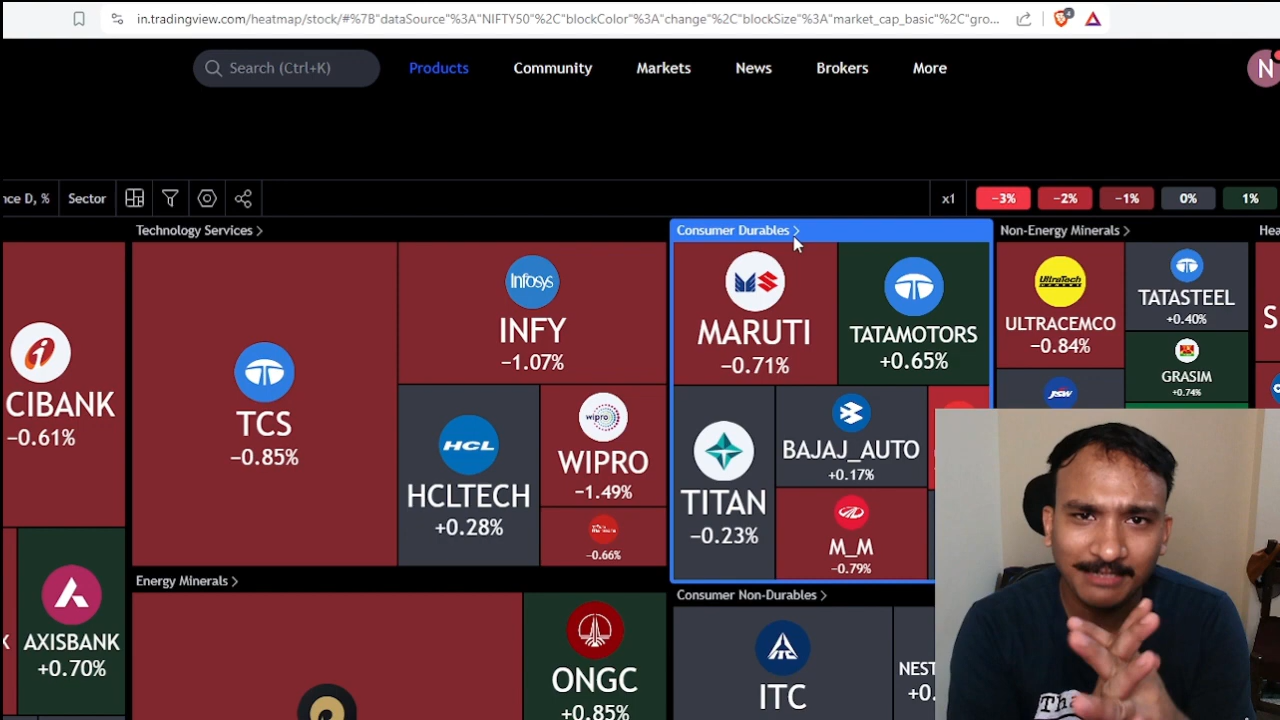 in.tradingview.com/heatmap/stock/#%7B"dataSource"%3A"NIFTY50"%2C"blockColor"%3A"change"%2C"blockSize"%3A"market_cap_basic"%2C"gro...
4
Search (Ctrl+K)
Products
Community
Markets
News
Brokers
More
N
nce D, %
Sector
x1
−3%
−2%
−1%
0%
1%
Technology Services >
Consumer Durables >
Non-Energy Minerals >
Hea
CIBANK
−0.61%
TCS
−0.85%
Infosys
INFY
−1.07%
HCL
HCLTECH
+0.28%
wipro
WIPRO
−1.49%
−0.66%
MARUTI
−0.71%
TATAMOTORS
+0.65%
TITAN
−0.23%
BAJAJ_AUTO
+0.17%
M_M
−0.79%
UltraTech
ULTRACEMCO
−0.84%
TATASTEEL
+0.40%
GRASIM
+0.74%
JSW
S
K
AXISBANK
+0.70%
Energy Minerals >
ONGC
+0.85%
Consumer Non-Durables >
ITC
NEST
+0.
Tha